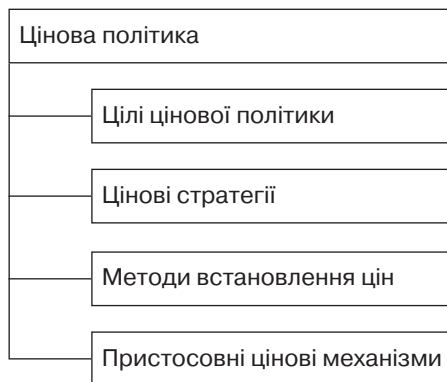 Цінова політика
Цілі цінової політики
Цінові стратегії
Методи встановлення цін
Пристосовні цінові механізми